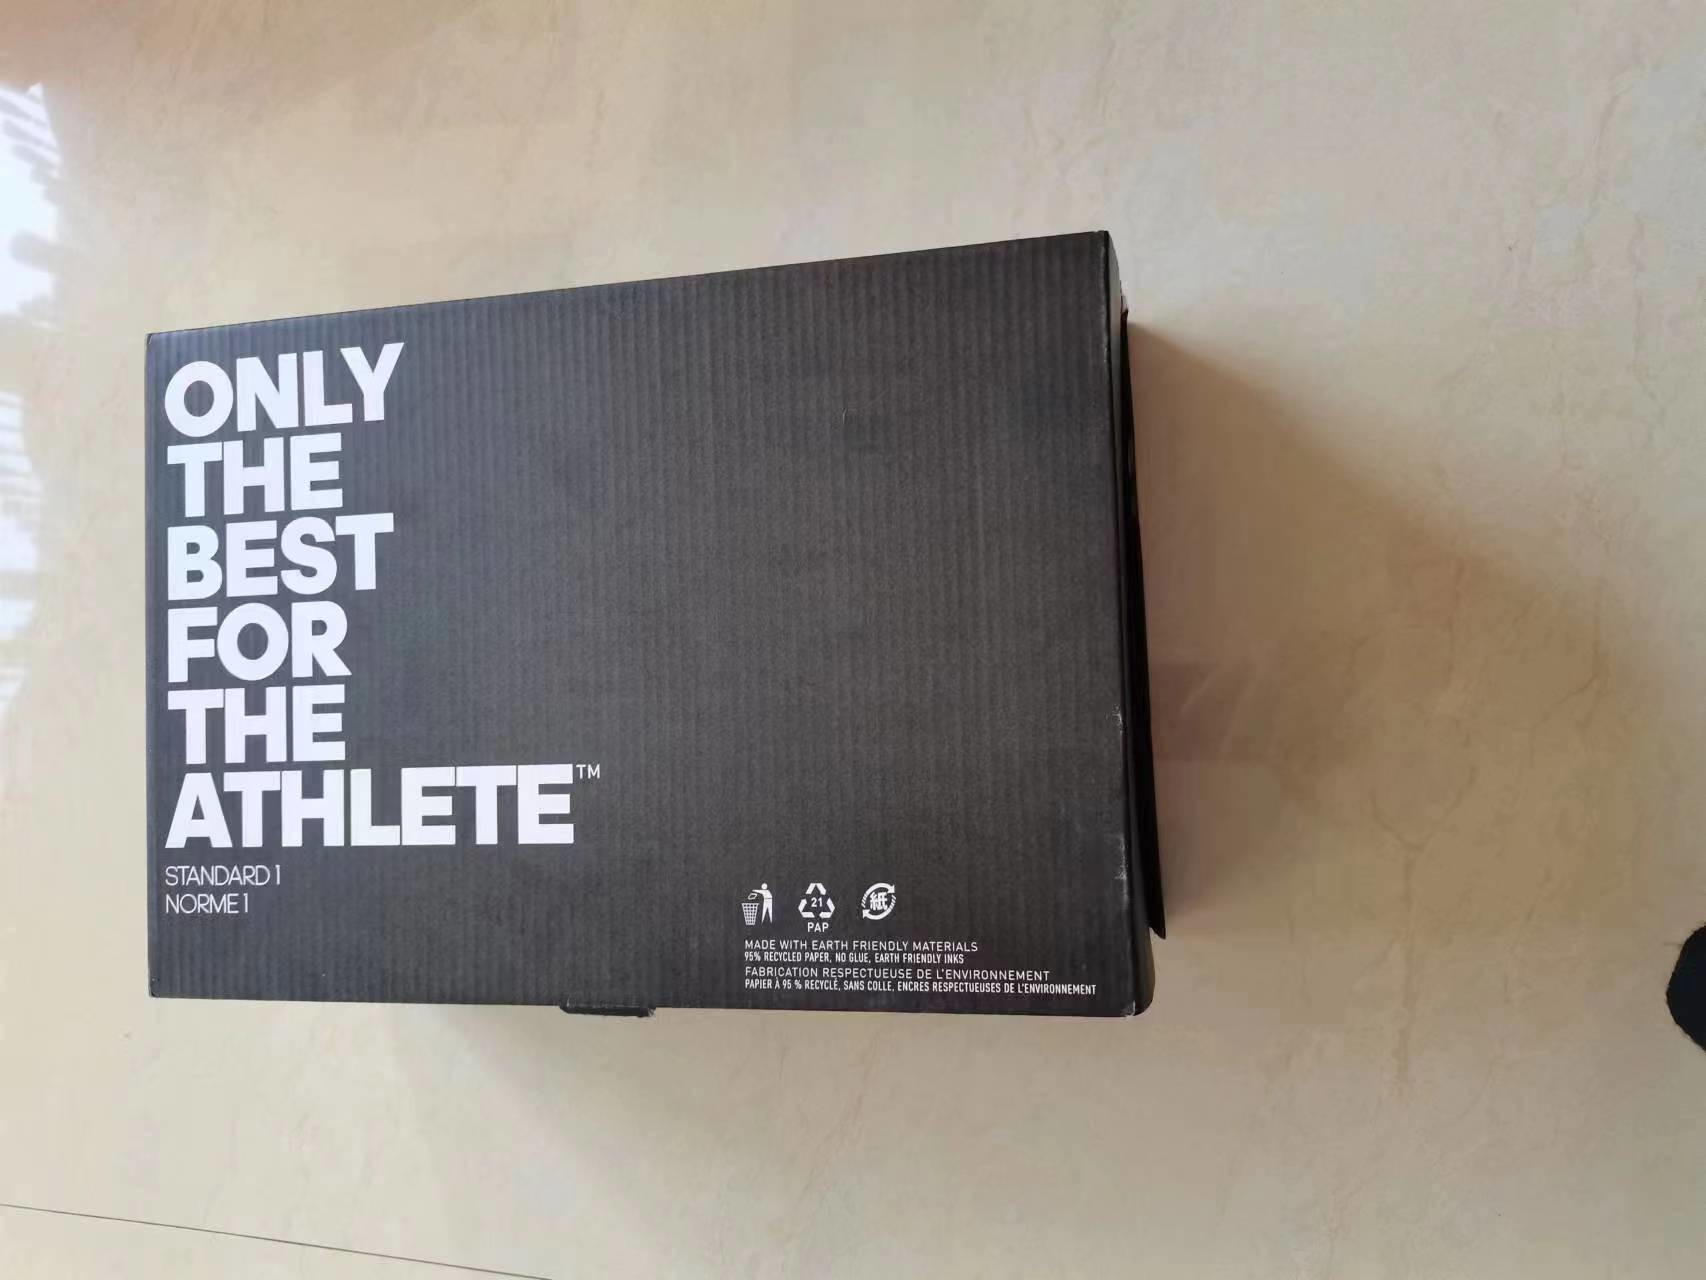 ONLY
THE
BEST
FOR
THE
ATHLETE™
STANDARD 1
NORME 1
21
紙
PAP
MADE WITH EARTH FRIENDLY MATERIALS
95% RECYCLED PAPER, NO GLUE, EARTH FRIENDLY INKS
FABRICATION RESPECTUEUSE DE L'ENVIRONNEMENT
PAPIER À 95 % RECYCLÉ, SANS COLLE, ENCRES RESPECTUEUSES DE L'ENVIRONNEMENT